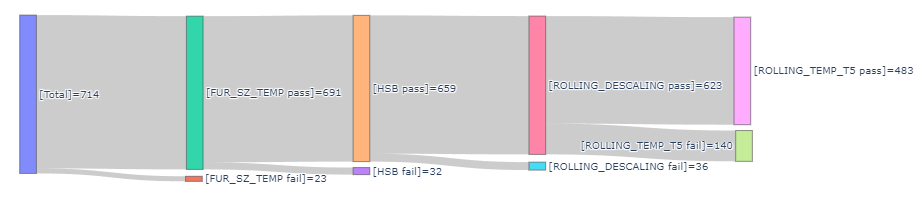 [Total]=714
[FUR_SZ_TEMP pass]=691
[FUR_SZ_TEMP fail]=23
[HSB pass]=659
[HSB fail]=32
[ROLLING_DESCALING pass]=623
[ROLLING_DESCALING fail]=36
[ROLLING_TEMP_T5 pass]=483
[ROLLING_TEMP_T5 fail]=140